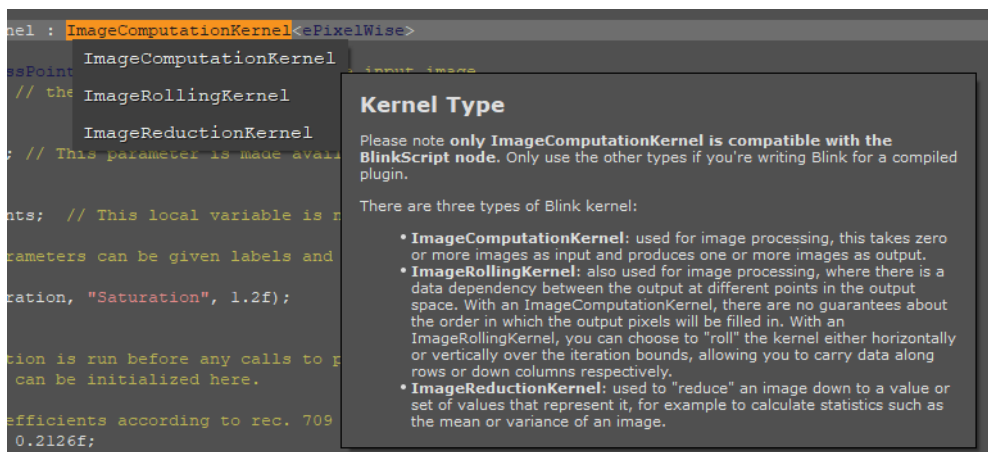 nel : ImageComputationKernel<ePixelWise>
ImageComputationKernel
ssPoint input image
// the ImageRollingKernel
ImageReductionKernel
; // This parameter is made avail
nts; // This local variable is n
rameters can be given labels and
ration, "Saturation", 1.2f);
tion is run before any calls to p
can be initialized here.
efficients according to rec. 709
0.2126f;
Kernel Type
Please note only ImageComputationKernel is compatible with the
BlinkScript node. Only use the other types if you're writing Blink for a compiled
plugin.
There are three types of Blink kernel:
• ImageComputationKernel: used for image processing, this takes zero
or more images as input and produces one or more images as output.
• ImageRollingKernel: also used for image processing, where there is a
data dependency between the output at different points in the output
space. With an ImageComputationKernel, there are no guarantees about
the order in which the output pixels will be filled in. With an
ImageRollingKernel, you can choose to "roll" the kernel either horizontally
or vertically over the iteration bounds, allowing you to carry data along
rows or down columns respectively.
• ImageReductionKernel: used to "reduce" an image down to a value or
set of values that represent it, for example to calculate statistics such as
the mean or variance of an image.